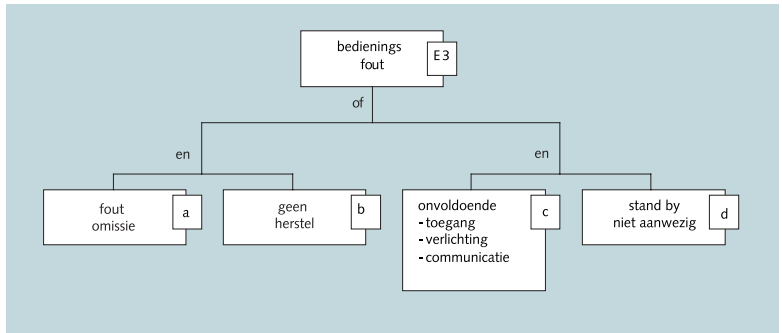 bedienings
fout
E3
of
en
en
fout
omissie
a
geen
herstel
b
onvoldoende
- toegang
- verlichting
- communicatie
c
stand by
niet aanwezig
d